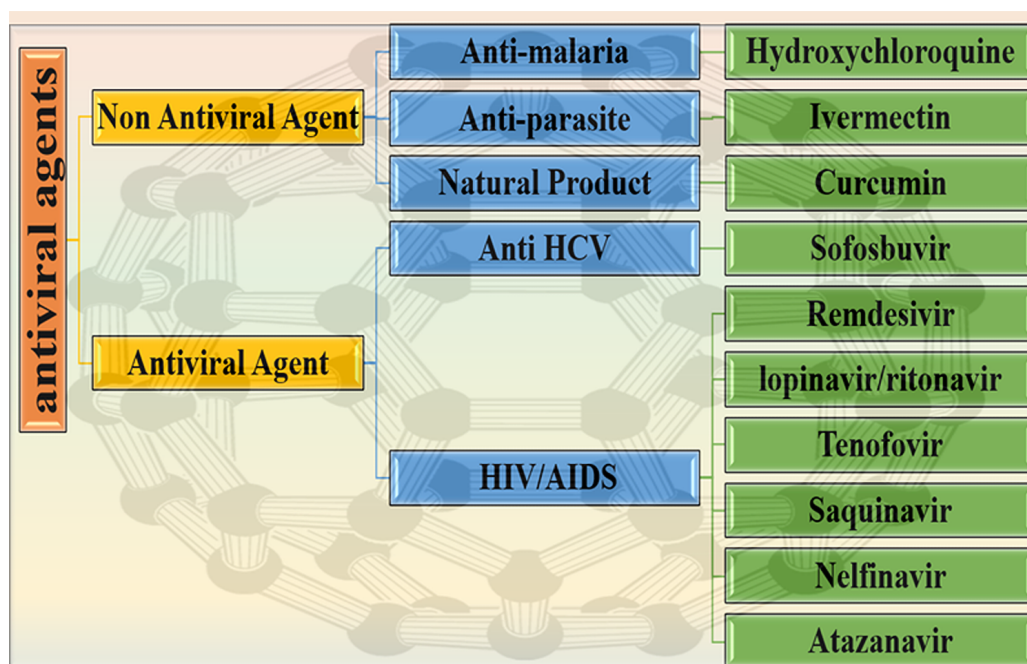 antiviral agents
Non Antiviral Agent
Anti-malaria
Hydroxychloroquine
Anti-parasite
Ivermectin
Natural Product
Curcumin
Antiviral Agent
Anti HCV
Sofosbuvir
HIV/AIDS
Remdesivir
lopinavir/ritonavir
Tenofovir
Saquinavir
Nelfinavir
Atazanavir